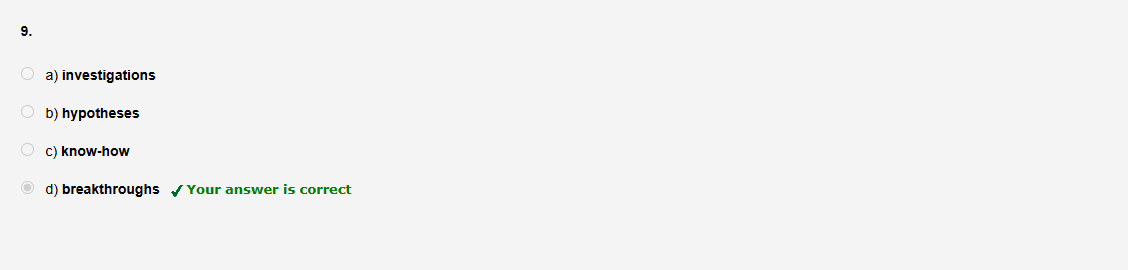 9.
a) investigations
b) hypotheses
c) know-how
d) breakthroughs ✓ Your answer is correct